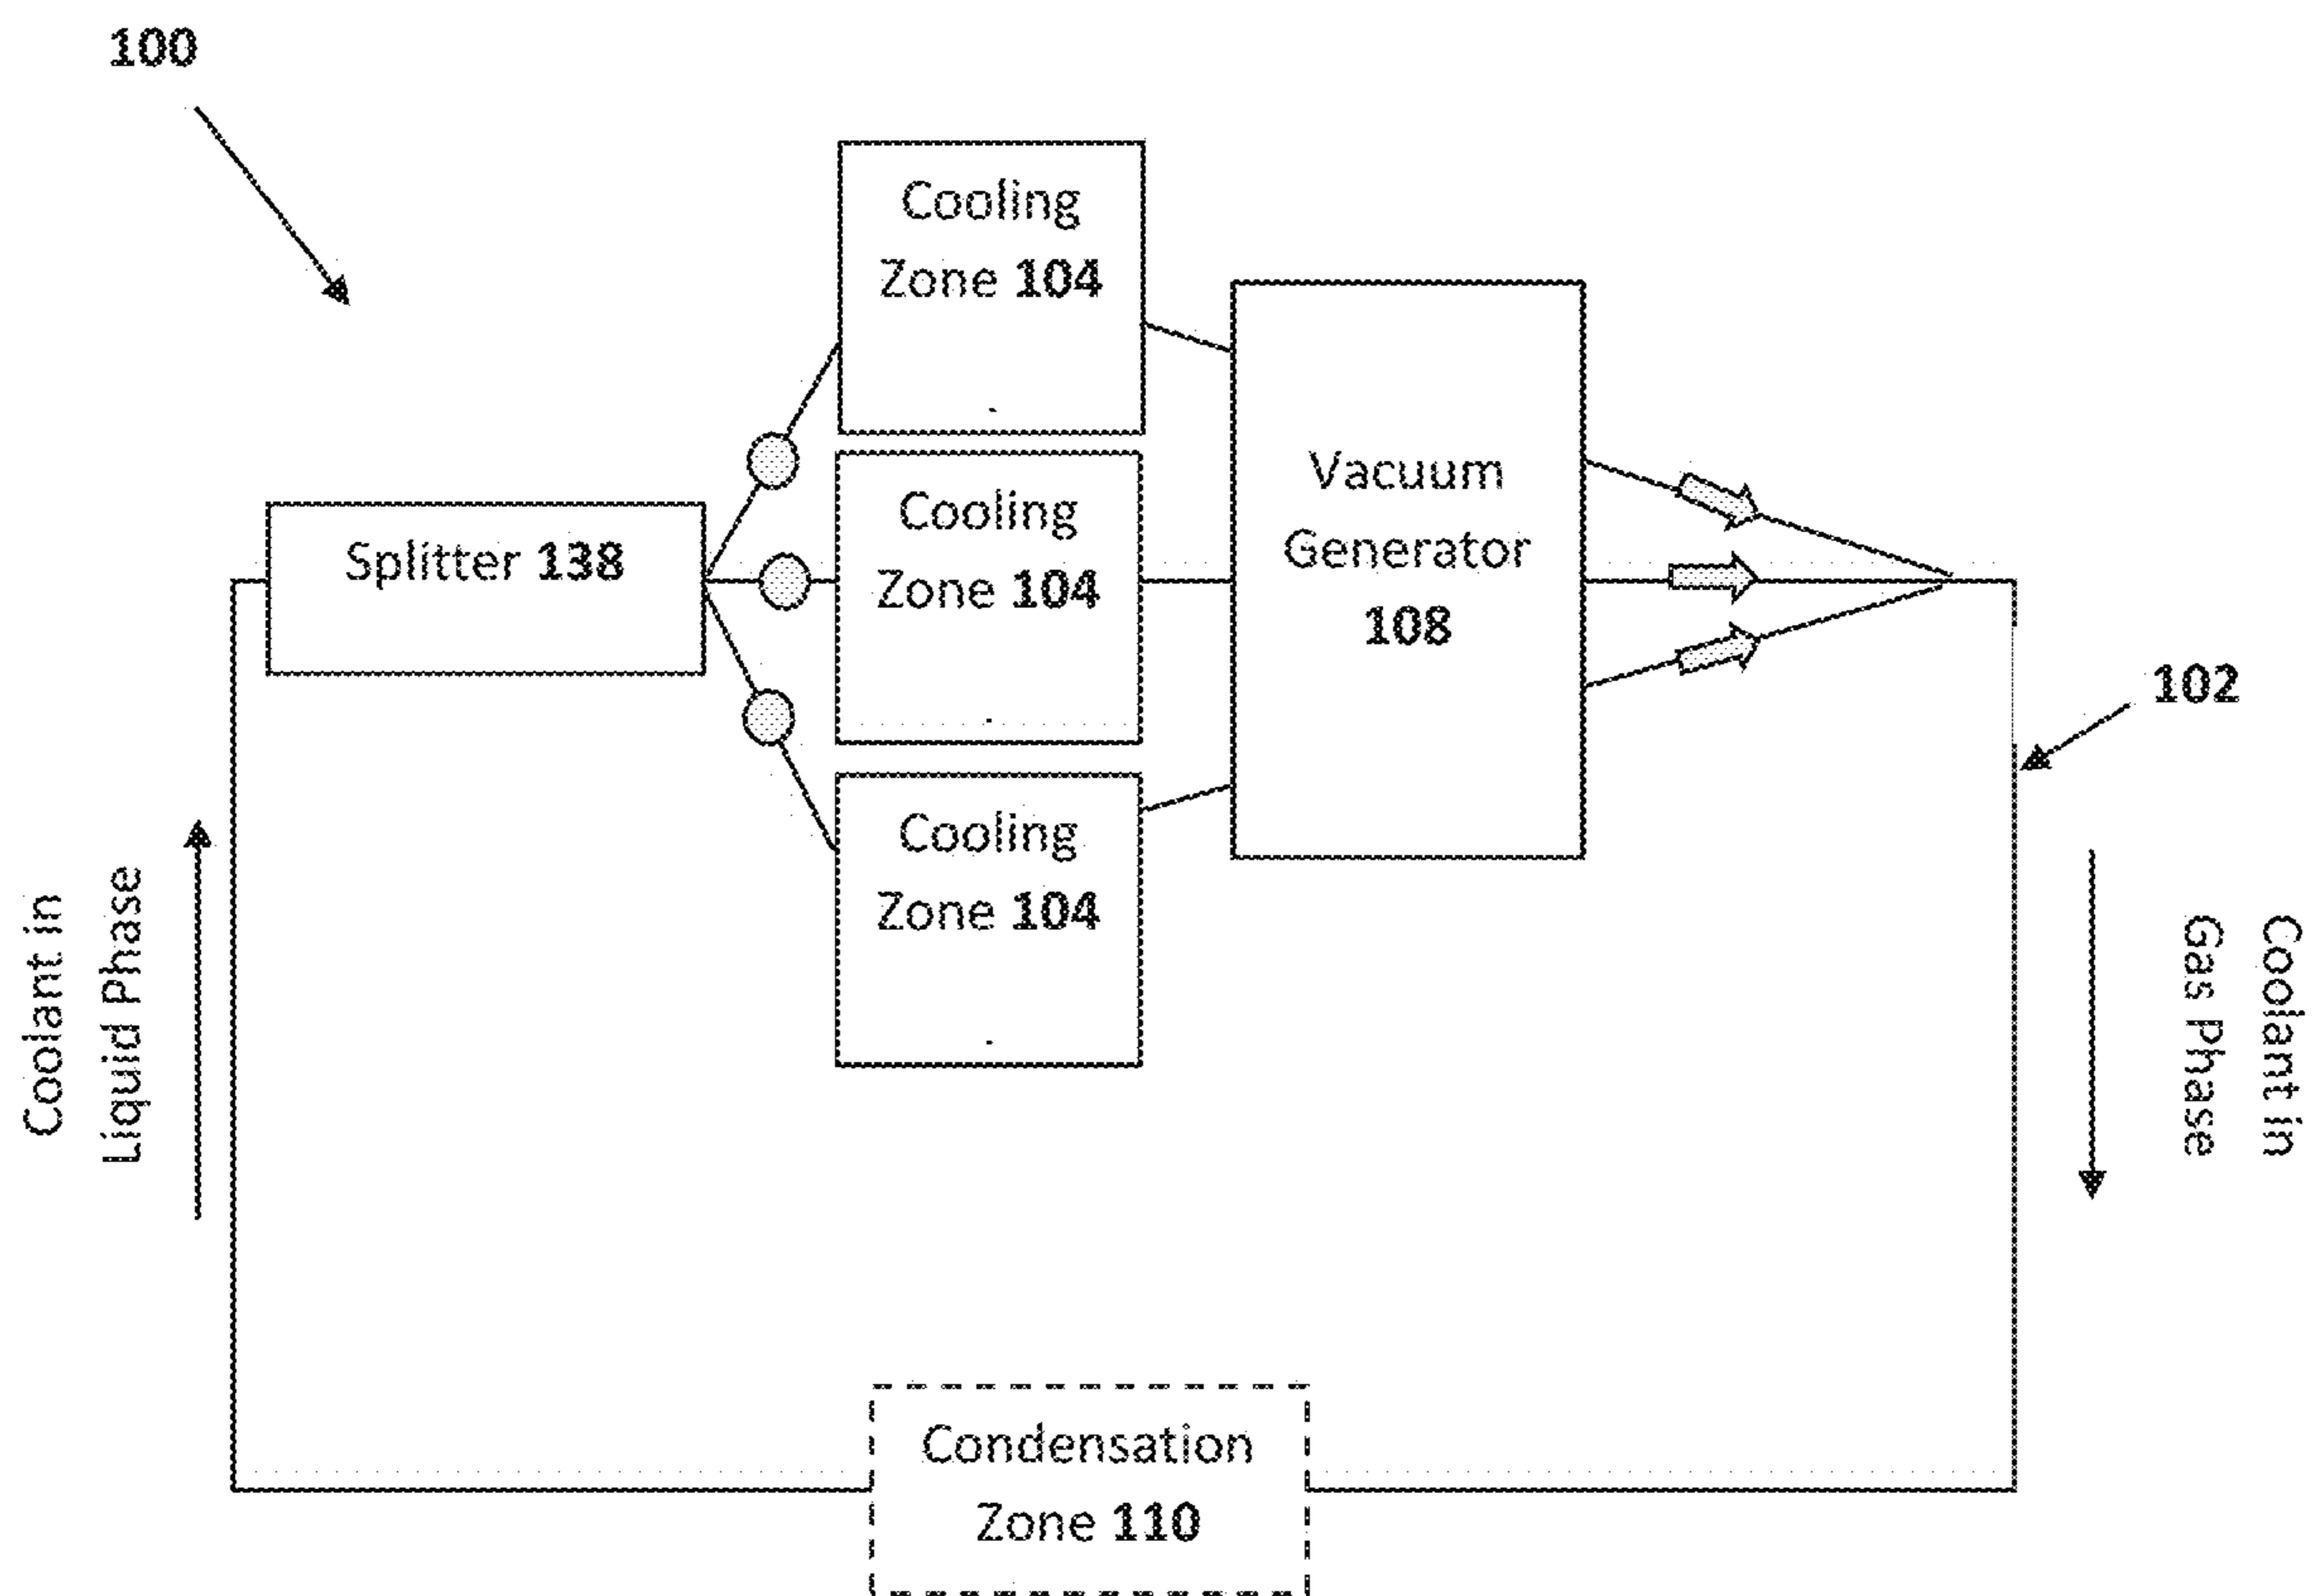 100
Cooling
Zone 104
Splitter 138
Cooling
Zone 104
Cooling
Zone 104
Vacuum
Generator
108
102
Coolant in
Liquid Phase
Coolant in
Gas Phase
Condensation
Zone 110